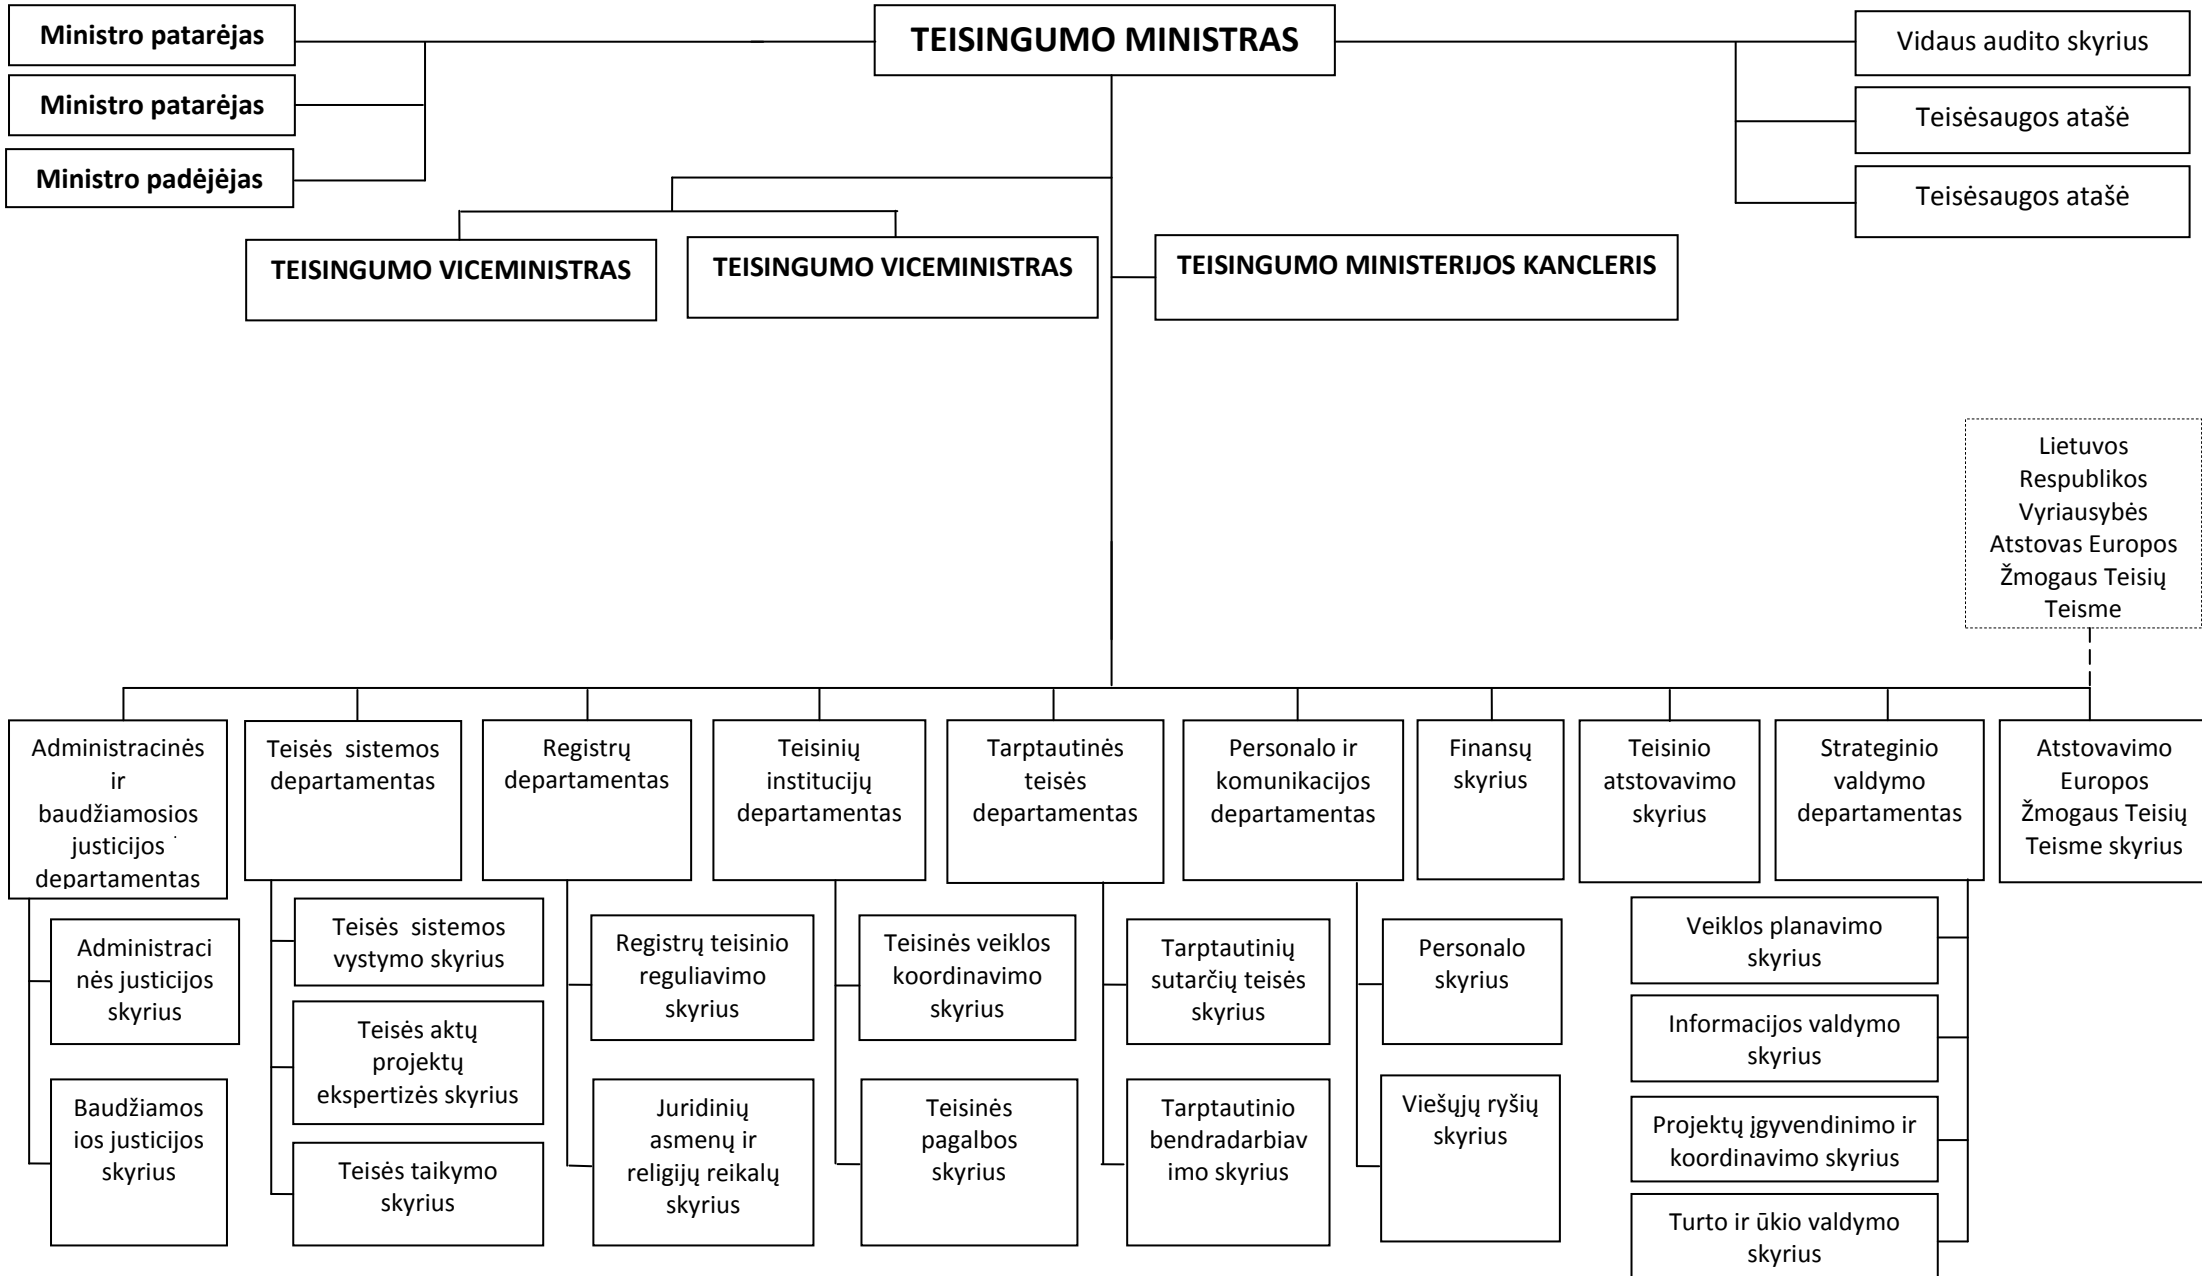 Ministro patarėjas
TEISINGUMO MINISTRAS
Vidaus audito skyrius
Ministro patarėjas
Teisėsaugos atašė
Ministro padėjėjas
Teisėsaugos atašė
TEISINGUMO VICEMINISTRAS
TEISINGUMO VICEMINISTRAS
TEISINGUMO MINISTERIJOS KANCLERIS
Lietuvos
Respublikos
Vyriausybės
Atstovas Europos
Žmogaus Teisių
Teisme
Administracinės
ir
baudžiamosios
justicijos
departamentas
Teisės sistemos
departamentas
Registrų
departamentas
Teisinių
institucijų
departamentas
Tarptautinės
teisės
departamentas
Personalo ir
komunikacijos
departamentas
Finansų
skyrius
Teisinio
atstovavimo
skyrius
Strateginio
valdymo
departamentas
Atstovavimo
Europos
Žmogaus Teisių
Teisme skyrius
Administraci
nės justicijos
skyrius
Baudžiamos
ios justicijos
skyrius
Teisės sistemos
vystymo skyrius
Teisės aktų
projektų
ekspertizės skyrius
Teisės taikymo
skyrius
Registrų teisinio
reguliavimo
skyrius
Juridinių
asmenų ir
religijų reikalų
skyrius
Teisinės veiklos
koordinavimo
skyrius
Teisinės
pagalbos
skyrius
Tarptautinių
sutarčių teisės
skyrius
Tarptautinio
bendradarbiav
imo skyrius
Personalo
skyrius
Viešųjų ryšių
skyrius
Veiklos planavimo
skyrius
Informacijos valdymo
skyrius
Projektų įgyvendinimo ir
koordinavimo skyrius
Turto ir ūkio valdymo
skyrius